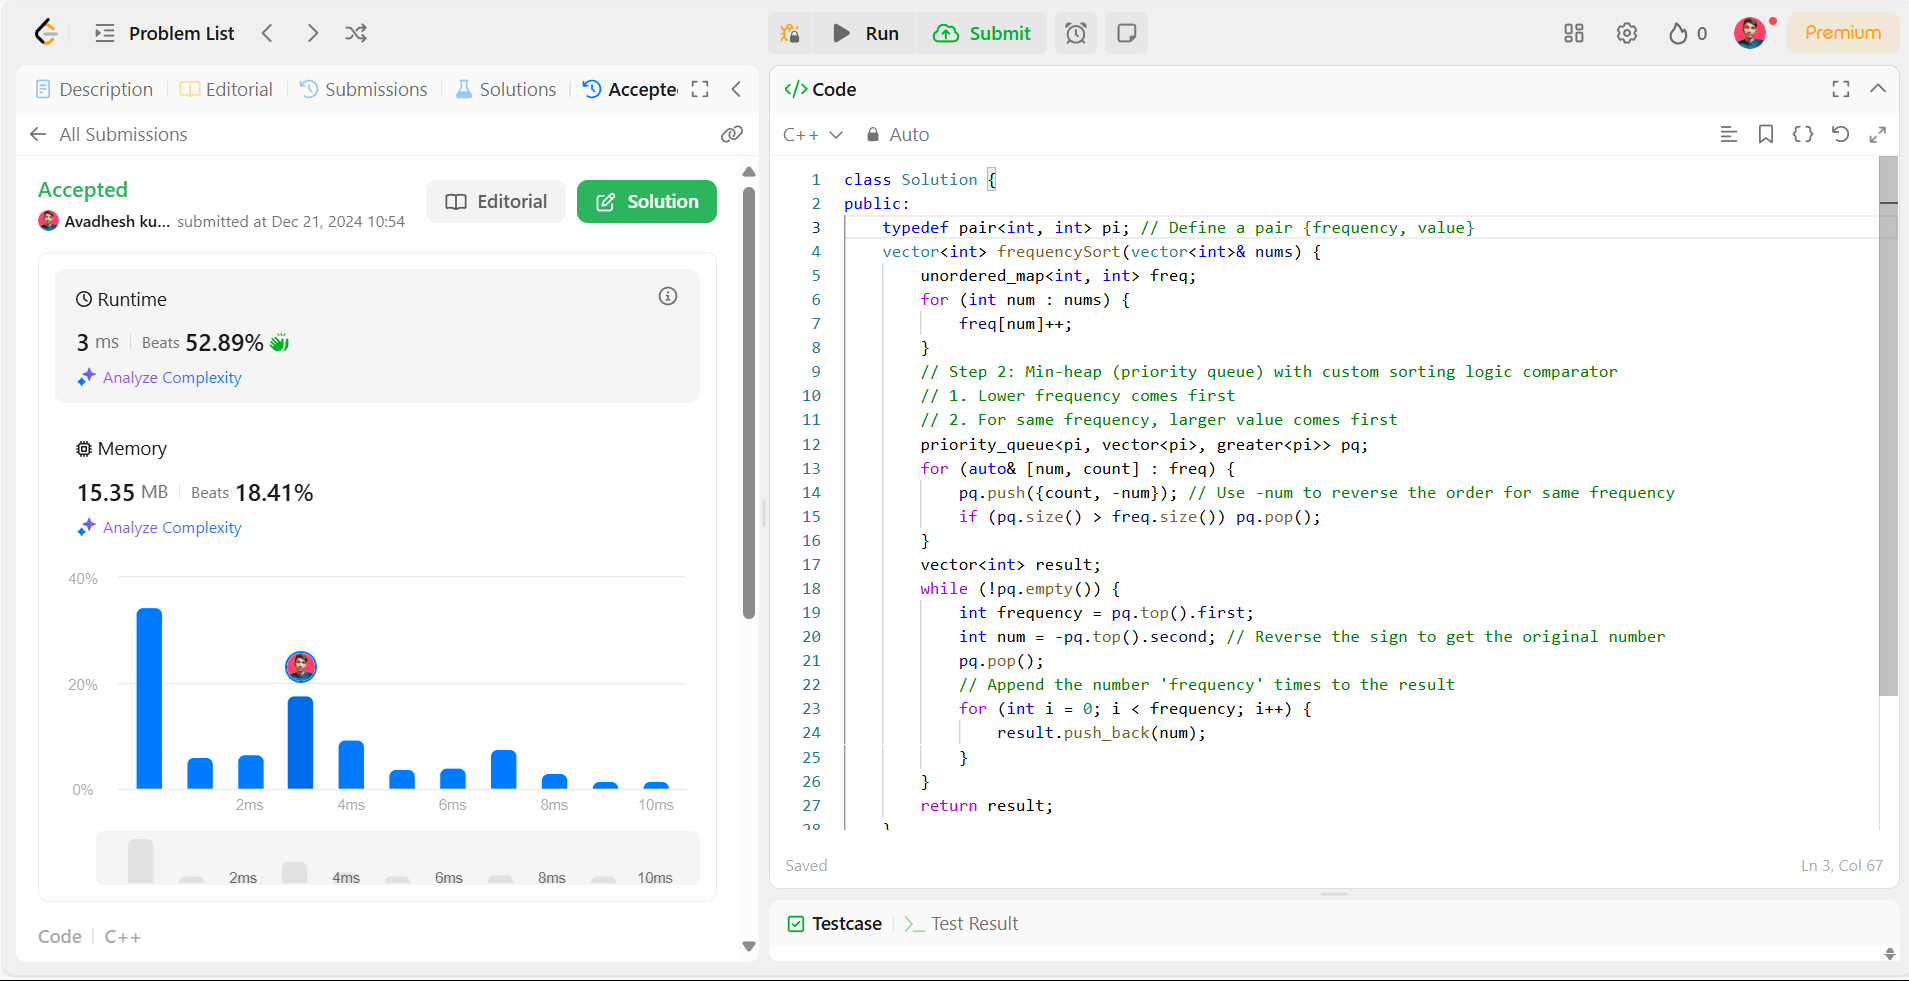 Problem List
Run
Submit
0
Premium
Description
Editorial
Submissions
Solutions
Accepte
All Submissions
Accepted
Avadhesh ku... submitted at Dec 21, 2024 10:54
Editorial
Solution
Runtime
3 ms Beats 52.89%
Analyze Complexity
Memory
15.35 MB Beats 18.41%
Analyze Complexity
40%
20%
0%
2ms 4ms 6ms 8ms 10ms
2ms 4ms 6ms 8ms 10ms
Code C++
</> Code
C++ Auto
1 class Solution {
2 public:
3 typedef pair<int, int> pi; // Define a pair {frequency, value}
4 vector<int> frequencySort(vector<int>& nums) {
5 unordered_map<int, int> freq;
6 for (int num : nums) {
7 freq[num]++;
8 }
9 // Step 2: Min-heap (priority queue) with custom sorting logic comparator
10 // 1. Lower frequency comes first
11 // 2. For same frequency, larger value comes first
12 priority_queue<pi, vector<pi>, greater<pi>> pq;
13 for (auto& [num, count] : freq) {
14 pq.push({count, -num}); // Use -num to reverse the order for same frequency
15 if (pq.size() > freq.size()) pq.pop();
16 }
17 vector<int> result;
18 while (!pq.empty()) {
19 int frequency = pq.top().first;
20 int num = -pq.top().second; // Reverse the sign to get the original number
21 pq.pop();
22 // Append the number 'frequency' times to the result
23 for (int i = 0; i < frequency; i++) {
24 result.push_back(num);
25 }
26 }
27 return result;
28 }
Saved
Ln 3, Col 67
Testcase
Test Result